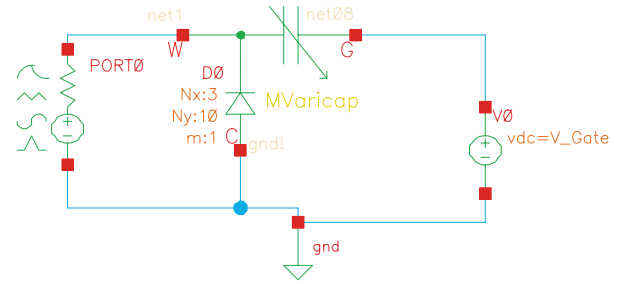 net1
netØ8
W
G
PORTØ
DØ
Nx:3
MVaricap
Ny:1Ø
VØ
m:1
C
gnd!
vdc=V_Gate
gnd